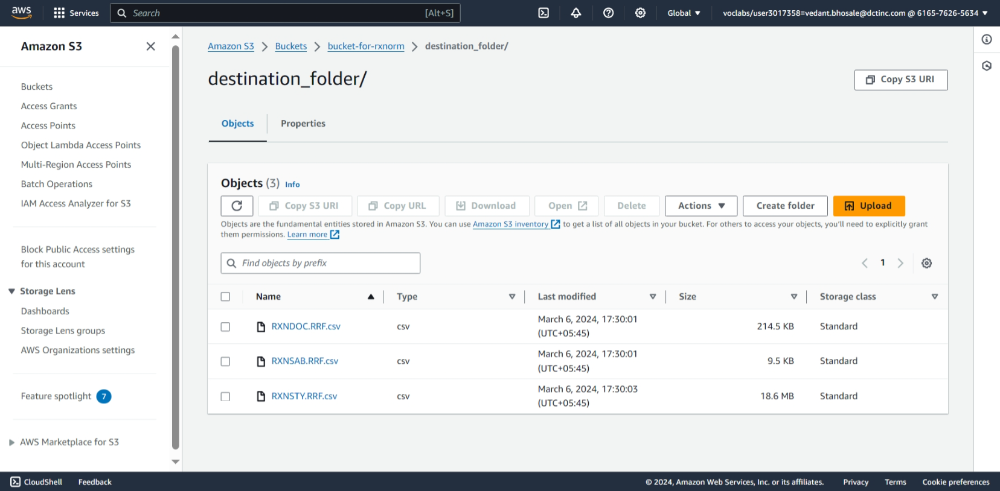 aws
Services
Search
[Alt+S]
Global
voclabs/user3017358=vedant.bhosale@dctinc.com @ 6165-7626-5634
Amazon S3
Buckets
Access Grants
Access Points
Object Lambda Access Points
Multi-Region Access Points
Batch Operations
IAM Access Analyzer for S3
Block Public Access settings
for this account
Storage Lens
Dashboards
Storage Lens groups
AWS Organizations settings
Feature spotlight 7
AWS Marketplace for S3
Amazon S3 Buckets bucket-for-rxnorm destination_folder/
destination_folder/
Copy S3 URI
Objects Properties
Objects (3) Info
Copy S3 URI Copy URL Download Open Delete Actions Create folder Upload
Objects are the fundamental entities stored in Amazon S3. You can use Amazon S3 inventory to get a list of all objects in your bucket. For others to access your objects, you'll need to explicitly grant
them permissions. Learn more
Find objects by prefix
1
Name Type Last modified Size Storage class
RXNDOC.RRF.csv csv March 6, 2024, 17:30:01 (UTC+05:45) 214.5 KB Standard
RXNSAB.RRF.csv csv March 6, 2024, 17:30:01 (UTC+05:45) 9.5 KB Standard
RXNSTY.RRF.csv csv March 6, 2024, 17:30:03 (UTC+05:45) 18.6 MB Standard
CloudShell Feedback © 2024, Amazon Web Services, Inc. or its affiliates. Privacy Terms Cookie preferences